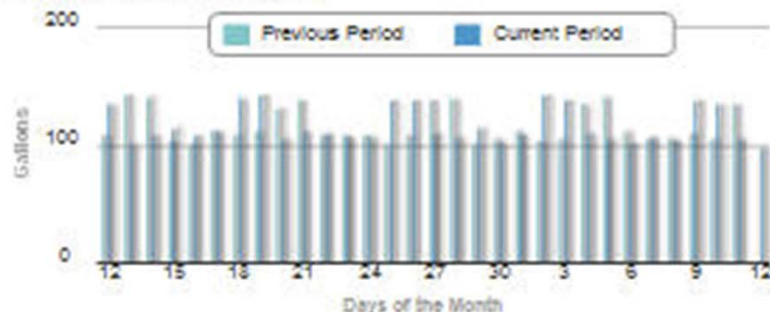 200
Previous Period Current Period
100
Gallons
0
12 15 18 21 24 27 30 3 6 9 12
Days of the Month